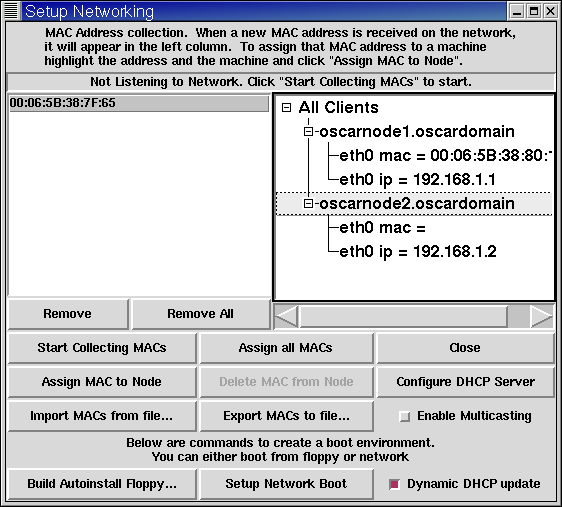 Setup Networking
MAC Address collection. When a new MAC address is received on the network,
it will appear in the left column. To assign that MAC address to a machine
highlight the address and the machine and click "Assign MAC to Node".
Not Listening to Network. Click "Start Collecting MACs" to start.
00:06:5B:38:7F:65
All Clients
oscarnode1.oscardomain
eth0 mac = 00:06:5B:38:80:
eth0 ip = 192.168.1.1
oscarnode2.oscardomain
eth0 mac =
eth0 ip = 192.168.1.2
Remove
Remove All
Start Collecting MACs
Assign all MACs
Close
Assign MAC to Node
Delete MAC from Node
Configure DHCP Server
Import MACs from file...
Export MACs to file...
Enable Multicasting
Below are commands to create a boot environment.
You can either boot from floppy or network
Build Autoinstall Floppy...
Setup Network Boot
Dynamic DHCP update